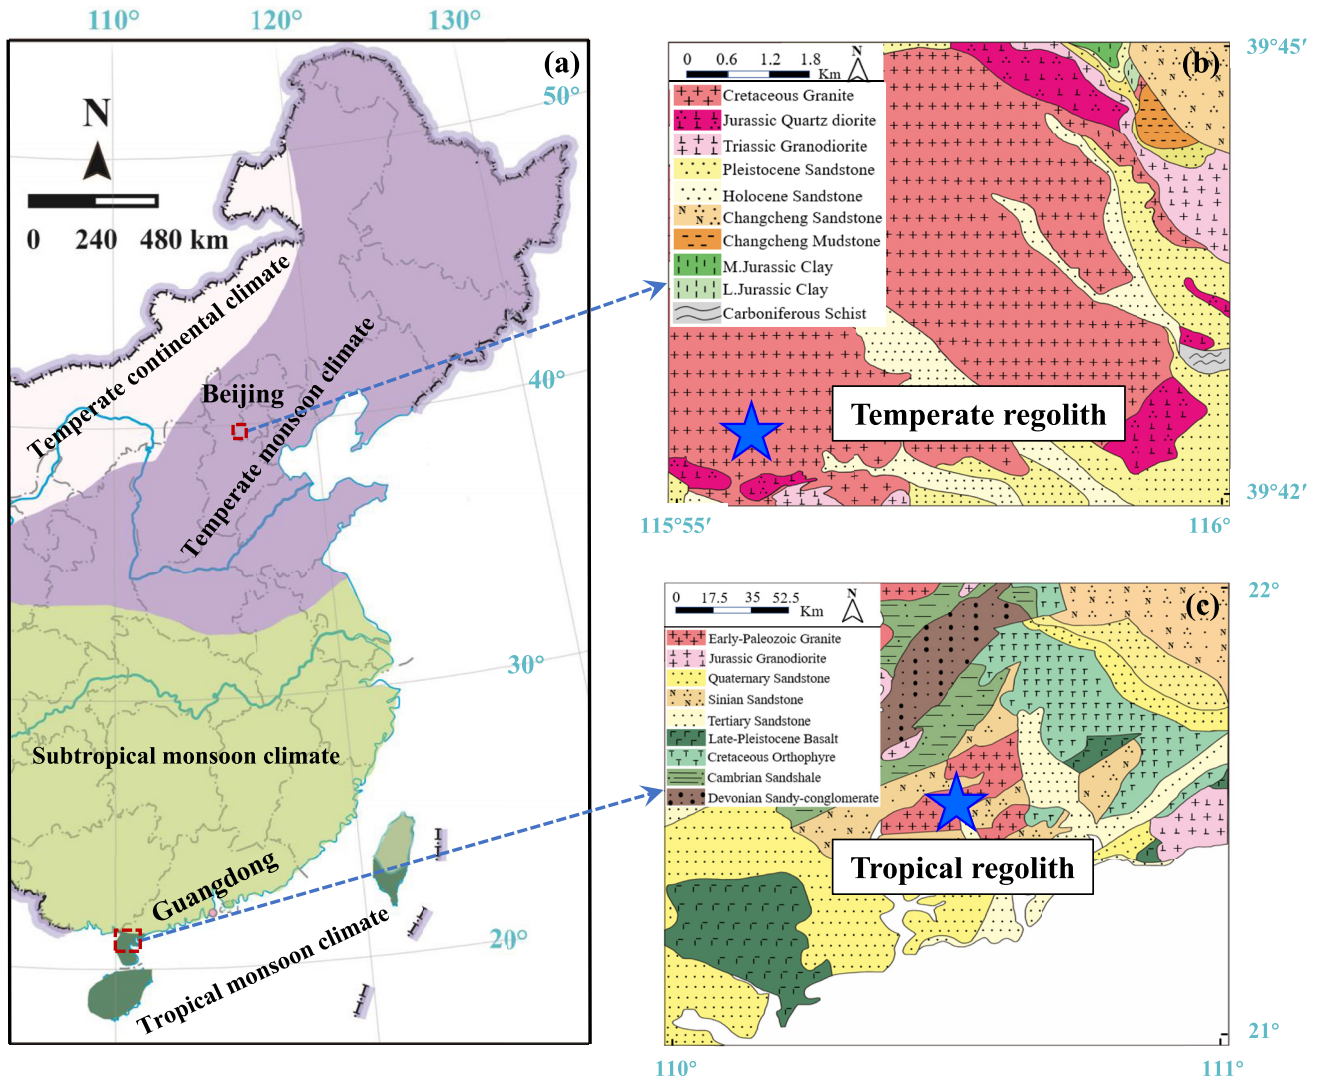 110°
120°
130°
(a)
50°
N
0
240
480 km
Temperate continental climate
Beijing
Temperate monsoon climate
40°
30°
Subtropical monsoon climate
Guangdong
20°
Tropical monsoon climate
(b)
39°45′
0
0.6
1.2
1.8
Km
N
Cretaceous Granite
Jurassic Quartz diorite
Triassic Granodiorite
Pleistocene Sandstone
Holocene Sandstone
Changcheng Sandstone
Changcheng Mudstone
M.Jurassic Clay
L.Jurassic Clay
Carboniferous Schist
Temperate regolith
39°42′
115°55′
116°
(c)
22°
0
17.5
35
52.5
Km
N
Early-Paleozoic Granite
Jurassic Granodiorite
Quaternary Sandstone
Sinian Sandstone
Tertiary Sandstone
Late-Pleistocene Basalt
Cretaceous Orthophyre
Cambrian Sandshale
Devonian Sandy-conglomerate
Tropical regolith
21°
110°
111°